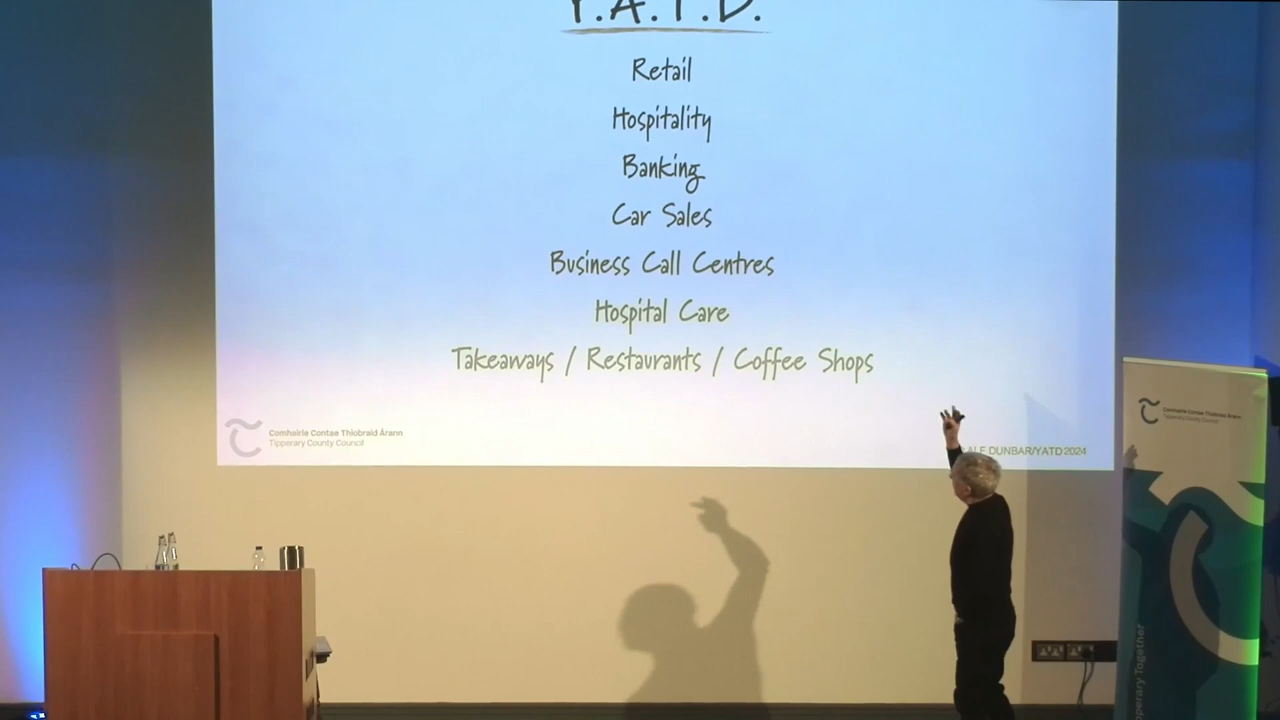 Y.A.T.D.
Retail
Hospitality
Banking
Car Sales
Business Call Centres
Hospital Care
Takeaways / Restaurants / Coffee Shops
Comhairle Contae Thiobraid Árann
Tipperary County Council
DUNBAR/YATD 2024
Comhairle Contae Thiobraid Árann
Tipperary County Council
Together